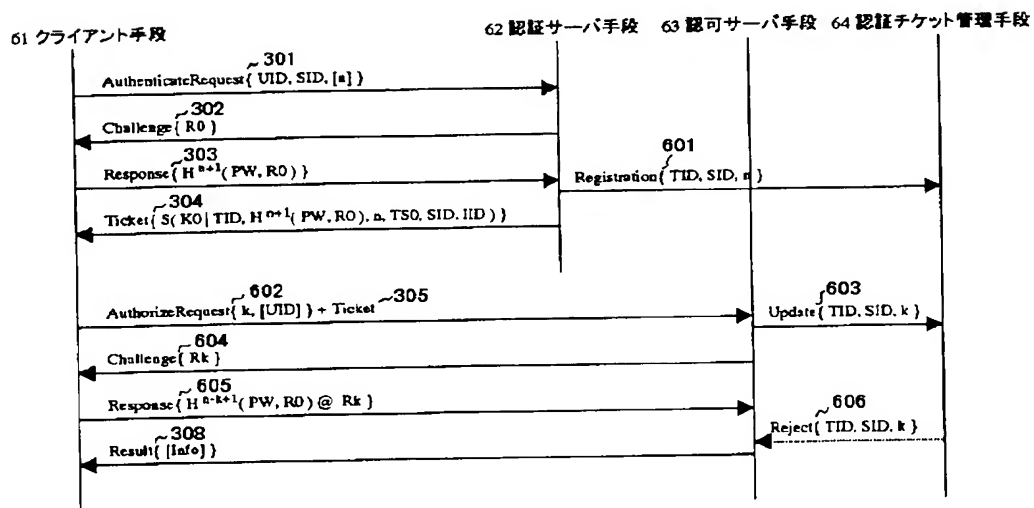 61 クライアント手段
62 認証サーバ手段
63 認可サーバ手段
64 認証チケット管理手段
301
AuthenticateRequest{ UID, SID, [n] }
302
Challenge{ R0 }
303
Response{ H^n+1( PW, R0) }
601
Registration{ TID, SID, n }
304
Ticket{ S( K0 | TID, H^n+1( PW, R0), n, TS0, SID, IID ) }
602
AuthorizeRequest{ k, [UID] } + Ticket 305
603
Update{ TID, SID, k }
604
Challenge{ Rk }
605
Response{ H^n-k+1( PW, R0) @ Rk }
606
Reject{ TID, SID, k }
308
Result{ [Info] }